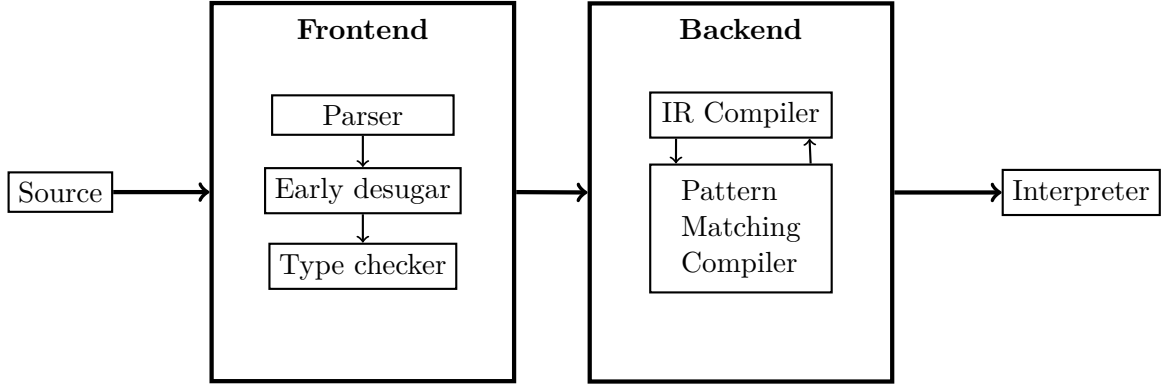 Frontend
Backend
Parser
IR Compiler
Source
Early desugar
Pattern
Matching
Compiler
Interpreter
Type checker